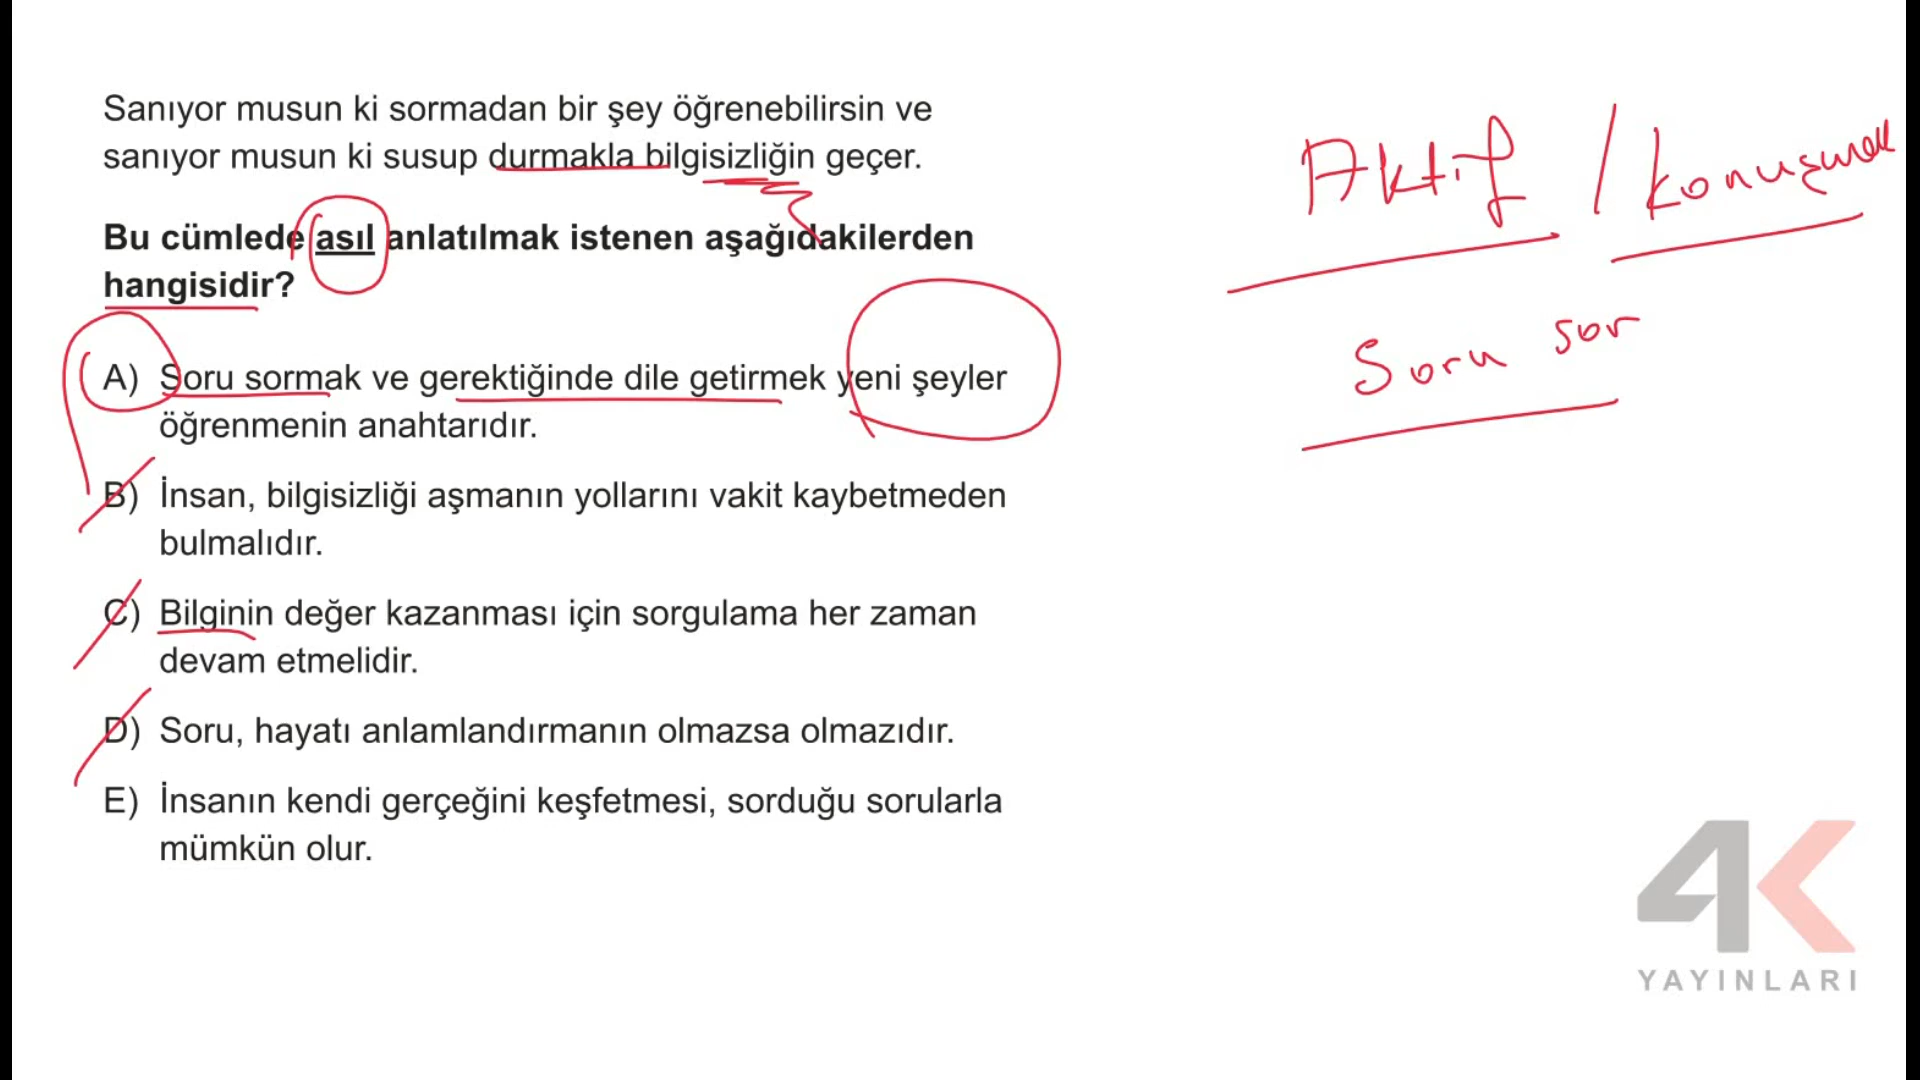 Sanıyor musun ki sormadan bir şey öğrenebilirsin ve
sanıyor musun ki susup durmakla bilgisizliğin geçer.
Bu cümlede asıl anlatılmak istenen aşağıdakilerden
hangisidir?
A) Soru sormak ve gerektiğinde dile getirmek yeni şeyler
öğrenmenin anahtarıdır.
B) İnsan, bilgisizliği aşmanın yollarını vakit kaybetmeden
bulmalıdır.
C) Bilginin değer kazanması için sorgulama her zaman
devam etmelidir.
D) Soru, hayatı anlamlandırmanın olmazsa olmazıdır.
E) İnsanın kendi gerçeğini keşfetmesi, sorduğu sorularla
mümkün olur.
Aktif / konuşmak
Soru sor
4K
YAYINLARI